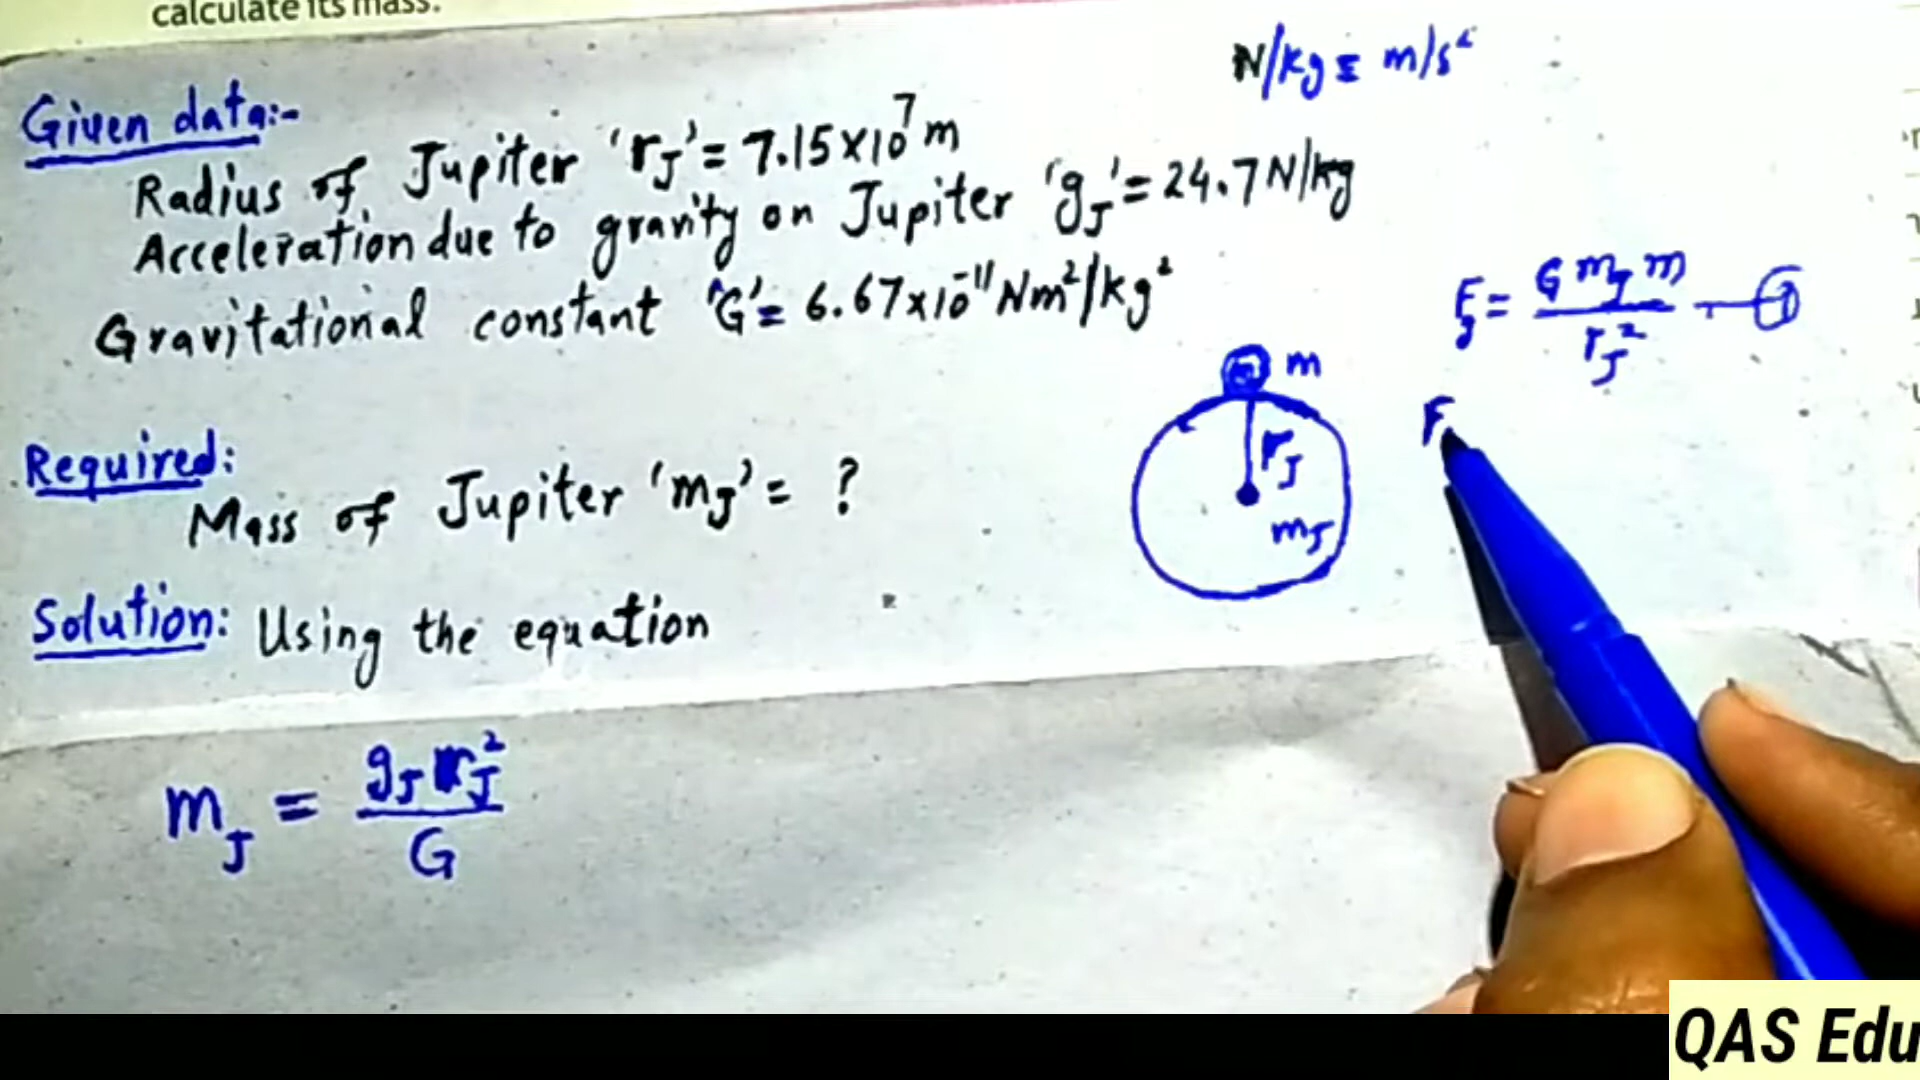 calculate its mass.
N/kg = m/s²
Given data:-
Radius of Jupiter 'rJ' = 7.15×10⁷ m
Acceleration due to gravity on Jupiter 'gJ' = 24.7 N/kg
Gravitational constant 'G' = 6.67×10⁻¹¹ Nm²/kg²
Fg = G mJ m / rJ² — ①
m
rJ
mJ
F
Required:
Mass of Jupiter 'mJ' = ?
Solution: Using the equation
mJ = gJ rJ² / G
QAS Edu